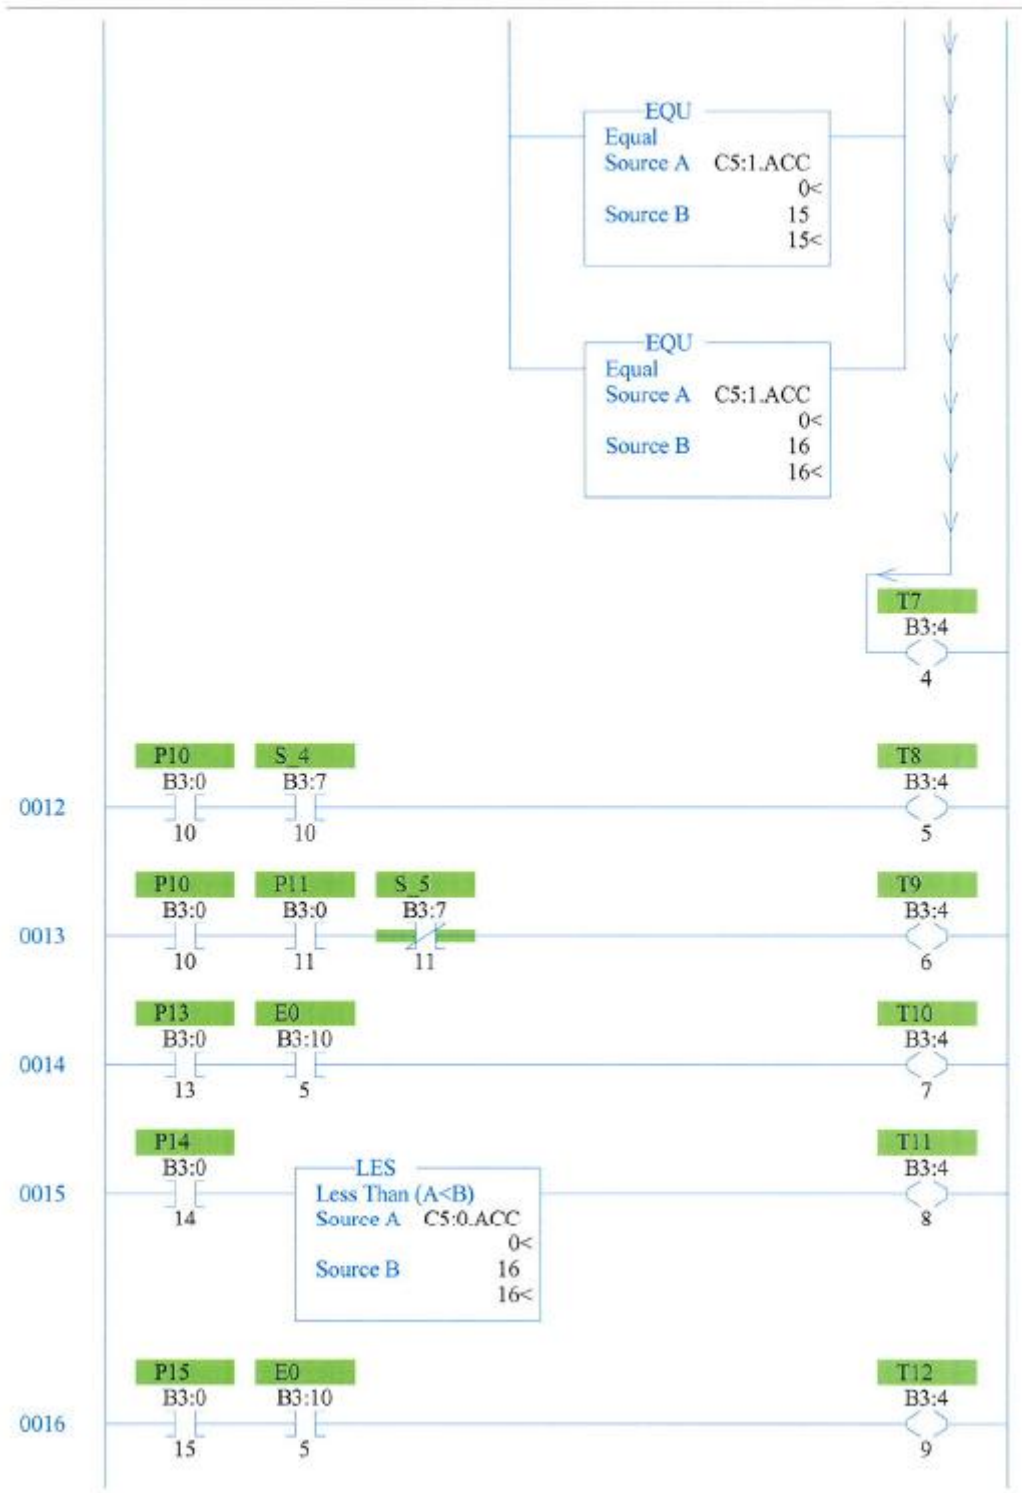 EQU
Equal
Source A C5:1.ACC
0<
Source B 15
15<
EQU
Equal
Source A C5:1.ACC
0<
Source B 16
16<
T7
B3:4
4
P10 S_4 T8
B3:0 B3:7 B3:4
0012
10 10 5
P10 P11 S_5 T9
B3:0 B3:0 B3:7 B3:4
0013
10 11 11 6
P13 E0 T10
B3:0 B3:10 B3:4
0014
13 5 7
P14 T11
B3:0 LES B3:4
0015 Less Than (A<B)
14 Source A C5:0.ACC 8
0<
Source B 16
16<
P15 E0 T12
B3:0 B3:10 B3:4
0016
15 5 9